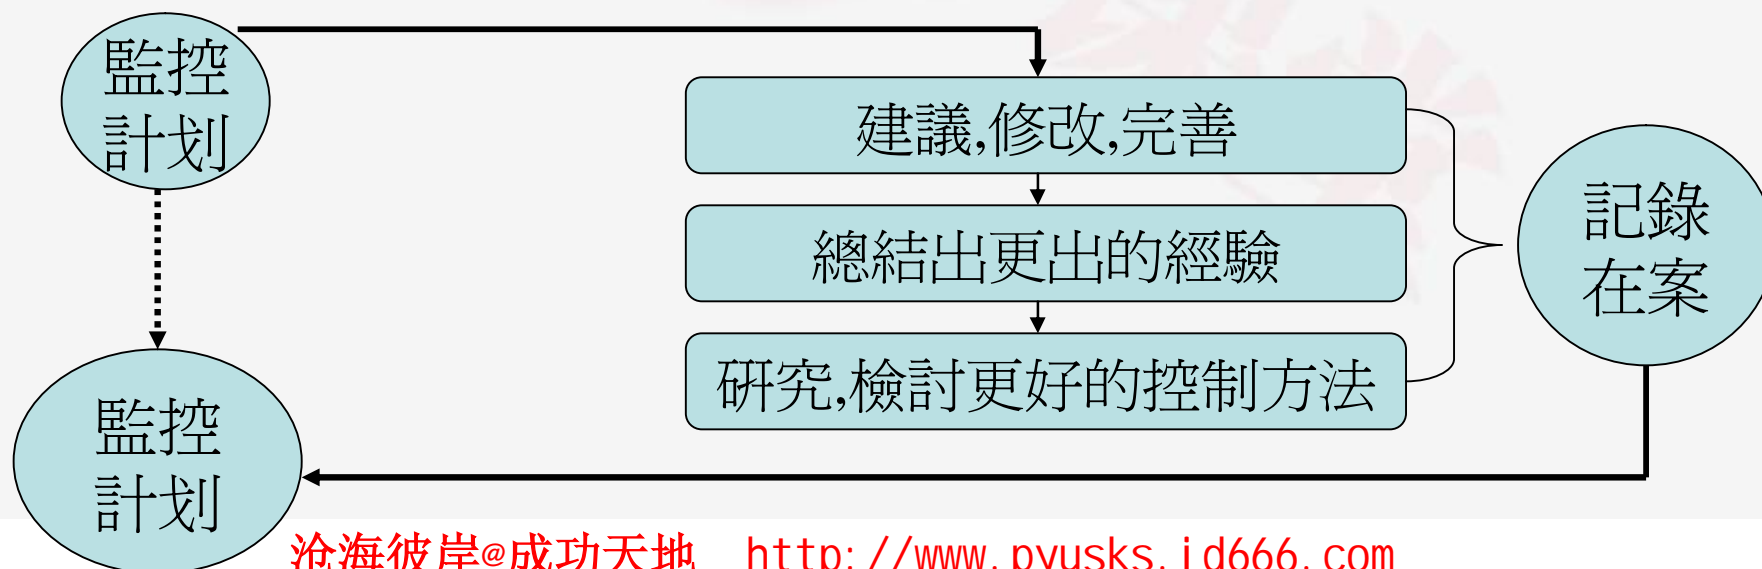 監控
計划
建議,修改,完善
總結出更出的經驗
研究,檢討更好的控制方法
記錄
在案
監控
計划
沧海彼岸@成功天地 http://www.pyusks.id666.com